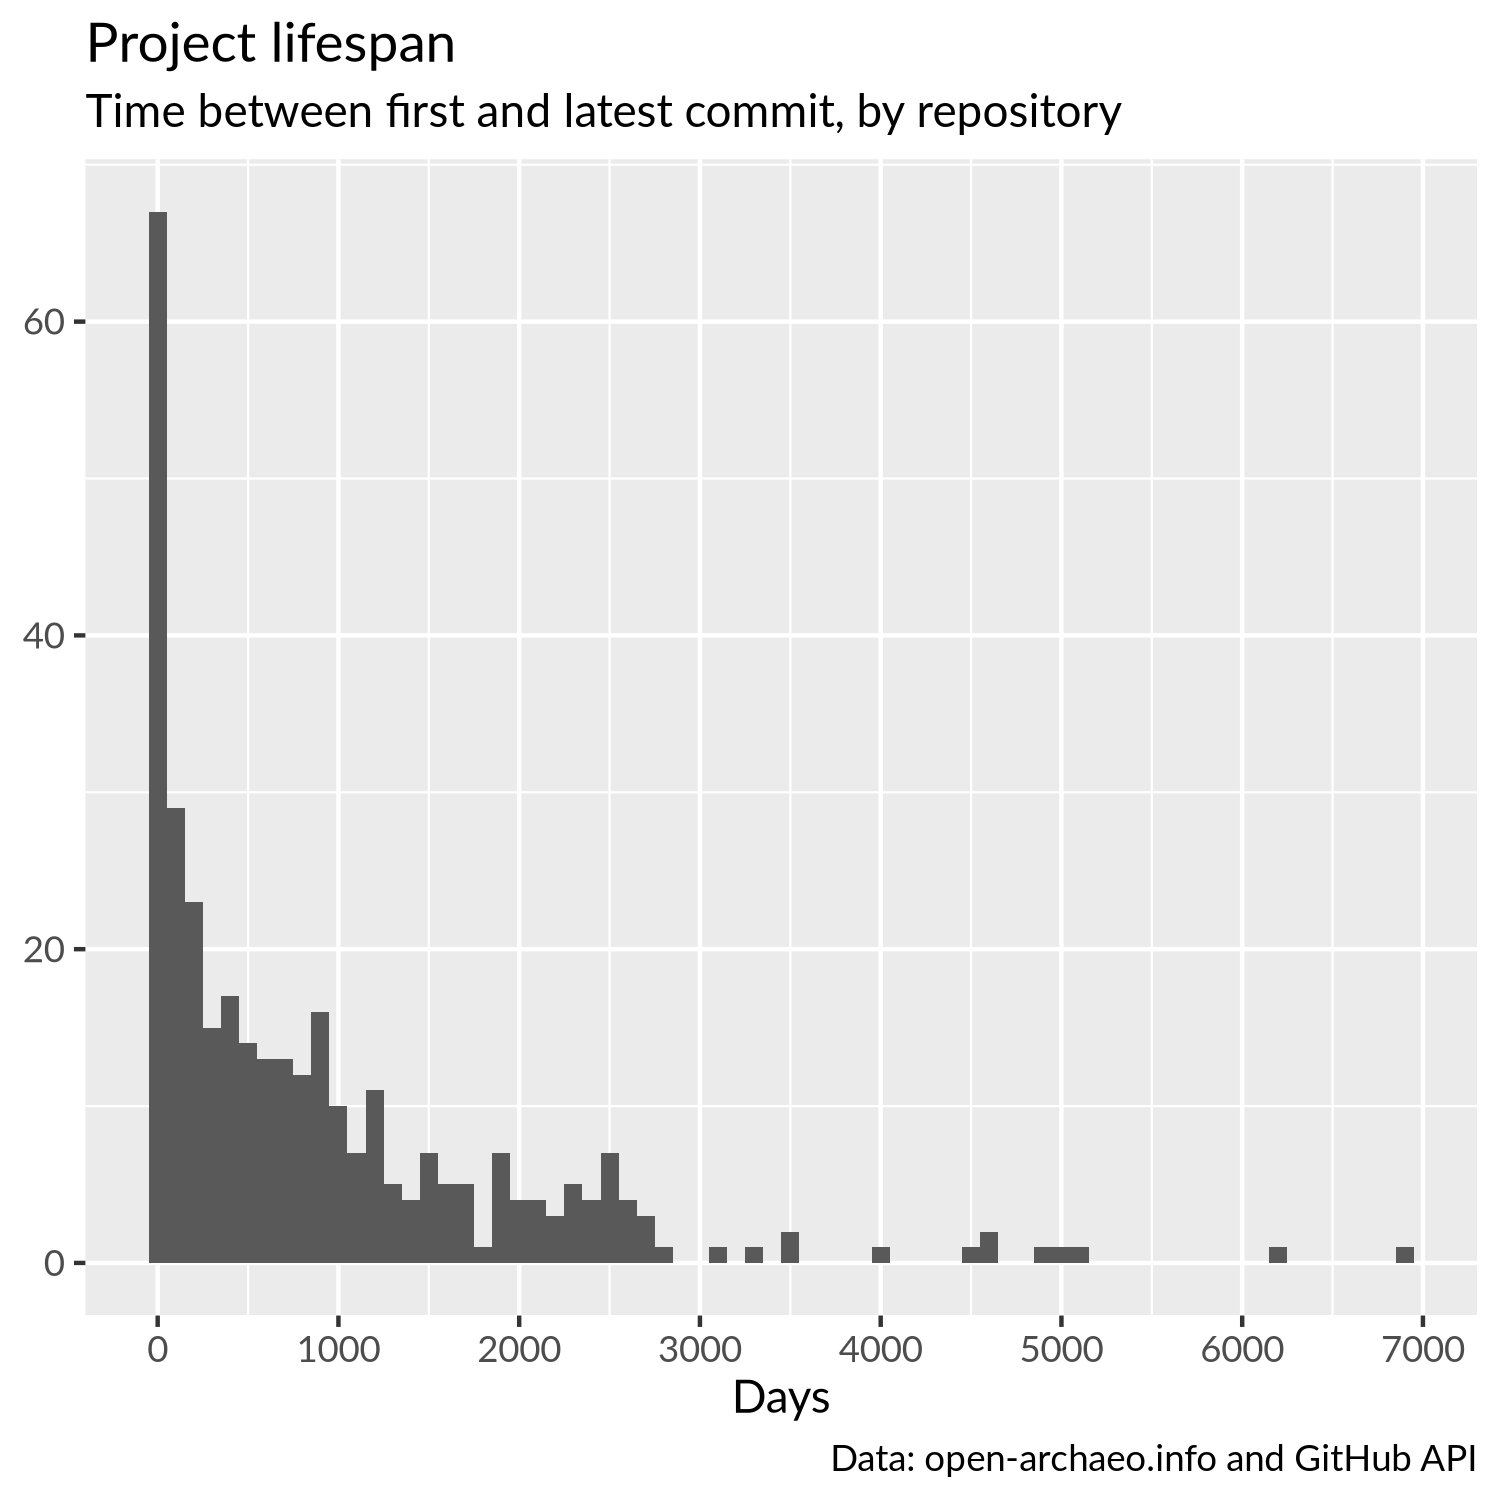 Project lifespan
Time between first and latest commit, by repository
60
40
20
0
0 1000 2000 3000 4000 5000 6000 7000
Days
Data: open-archaeo.info and GitHub API